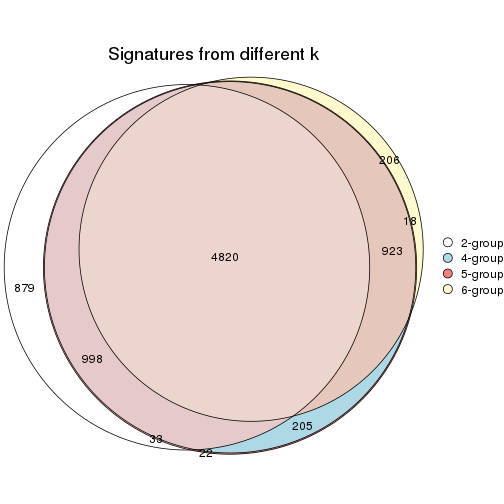 Signatures from different k
206
18
923
4820
879
998
205
33
22
2-group
4-group
5-group
6-group